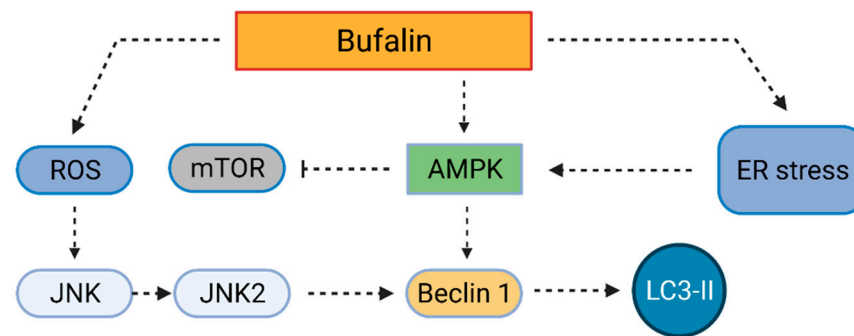 Bufalin
ROS
mTOR
AMPK
ER stress
JNK
JNK2
Beclin 1
LC3-II